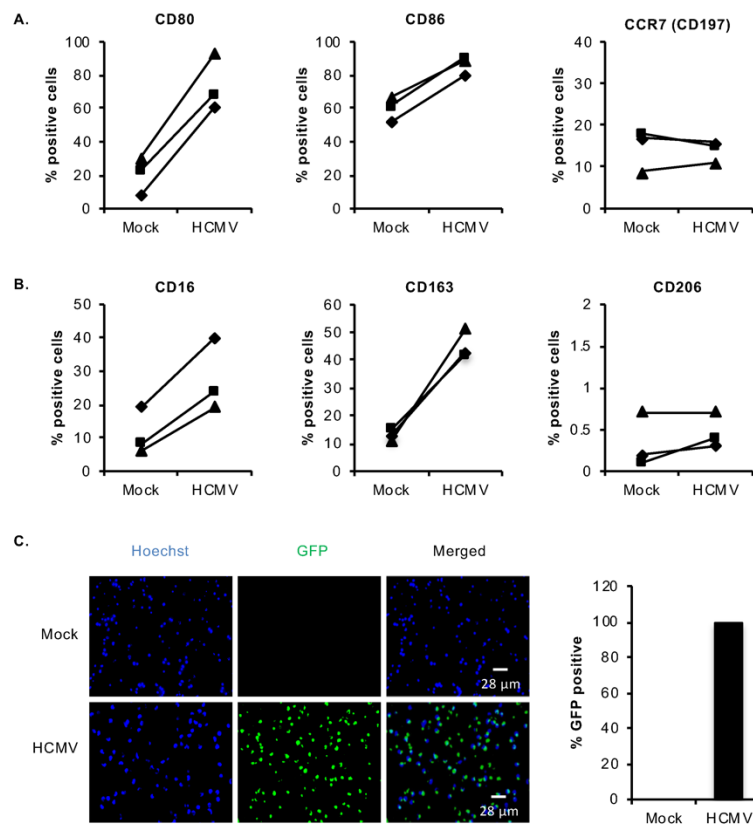 A.
CD80
% positive cells
100
80
60
40
20
0
Mock HCMV
CD86
% positive cells
100
80
60
40
20
0
Mock HCMV
CCR7 (CD197)
% positive cells
40
30
20
10
0
Mock HCMV
B.
CD16
% positive cells
50
40
30
20
10
0
Mock HCMV
CD163
% positive cells
60
50
40
30
20
10
0
Mock HCMV
CD206
% positive cells
2
1.5
1
0.5
0
Mock HCMV
C.
Hoechst GFP Merged
Mock
28 μm
HCMV
28 μm
% GFP positive
120
100
80
60
40
20
0
Mock HCMV